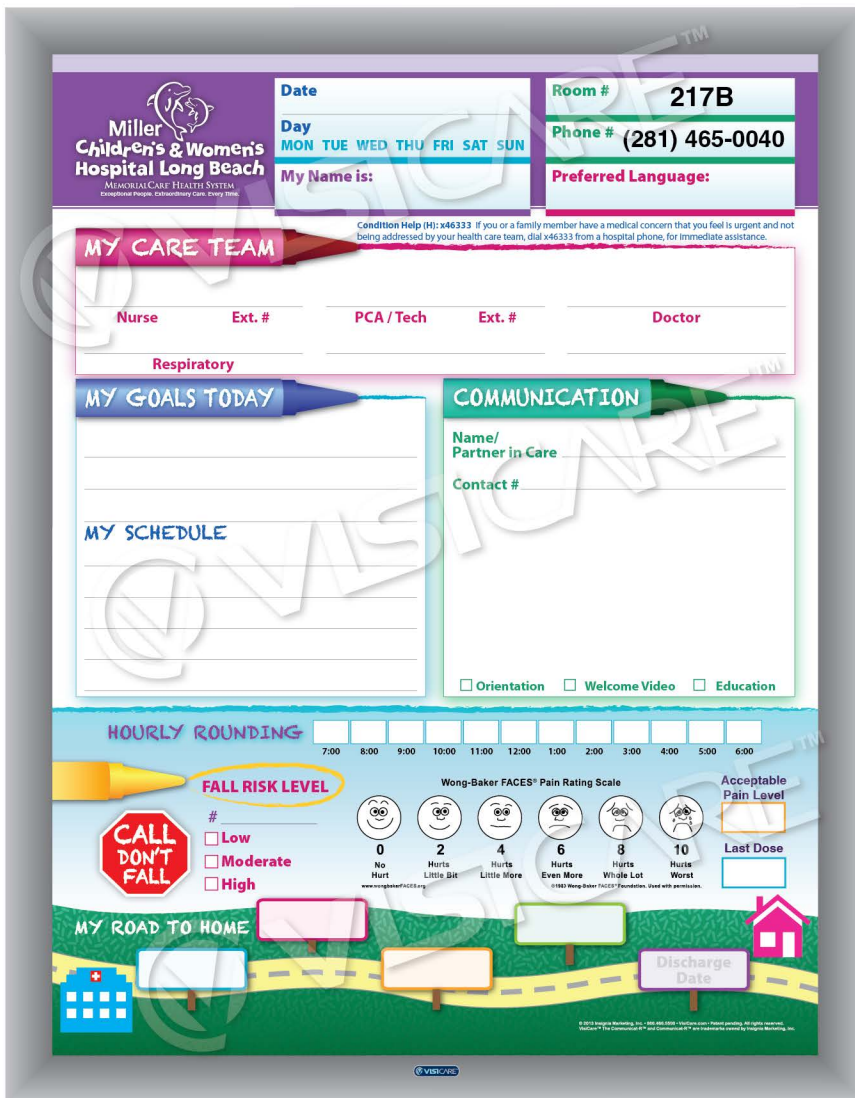 Miller
Children's & Women's
Hospital Long Beach
MEMORIALCARE HEALTH SYSTEM
Exceptional People. Extraordinary Care. Every Time.
Date
Day
MON TUE WED THU FRI SAT SUN
My Name is:
Room # 217B
Phone # (281) 465-0040
Preferred Language:
Condition Help (H): x46333 If you or a family member have a medical concern that you feel is urgent and not
being addressed by your health care team, dial x46333 from a hospital phone, for immediate assistance.
MY CARE TEAM
Nurse Ext. # PCA / Tech Ext. # Doctor
Respiratory
MY GOALS TODAY
MY SCHEDULE
COMMUNICATION
Name/
Partner in Care
Contact #
☐ Orientation ☐ Welcome Video ☐ Education
HOURLY ROUNDING
7:00 8:00 9:00 10:00 11:00 12:00 1:00 2:00 3:00 4:00 5:00 6:00
CALL
DON'T
FALL
FALL RISK LEVEL
#
☐ Low
☐ Moderate
☐ High
Wong-Baker FACES® Pain Rating Scale
0 2 4 6 8 10
No Hurts Hurts Hurts Hurts Hurts
Hurt Little Bit Little More Even More Whole Lot Worst
www.wongbakerFACES.org ©1983 Wong-Baker FACES® Foundation. Used with permission.
Acceptable
Pain Level
Last Dose
MY ROAD TO HOME
Discharge
Date
VISICARE™
VISICARE™
VISICARE™
VISICARE